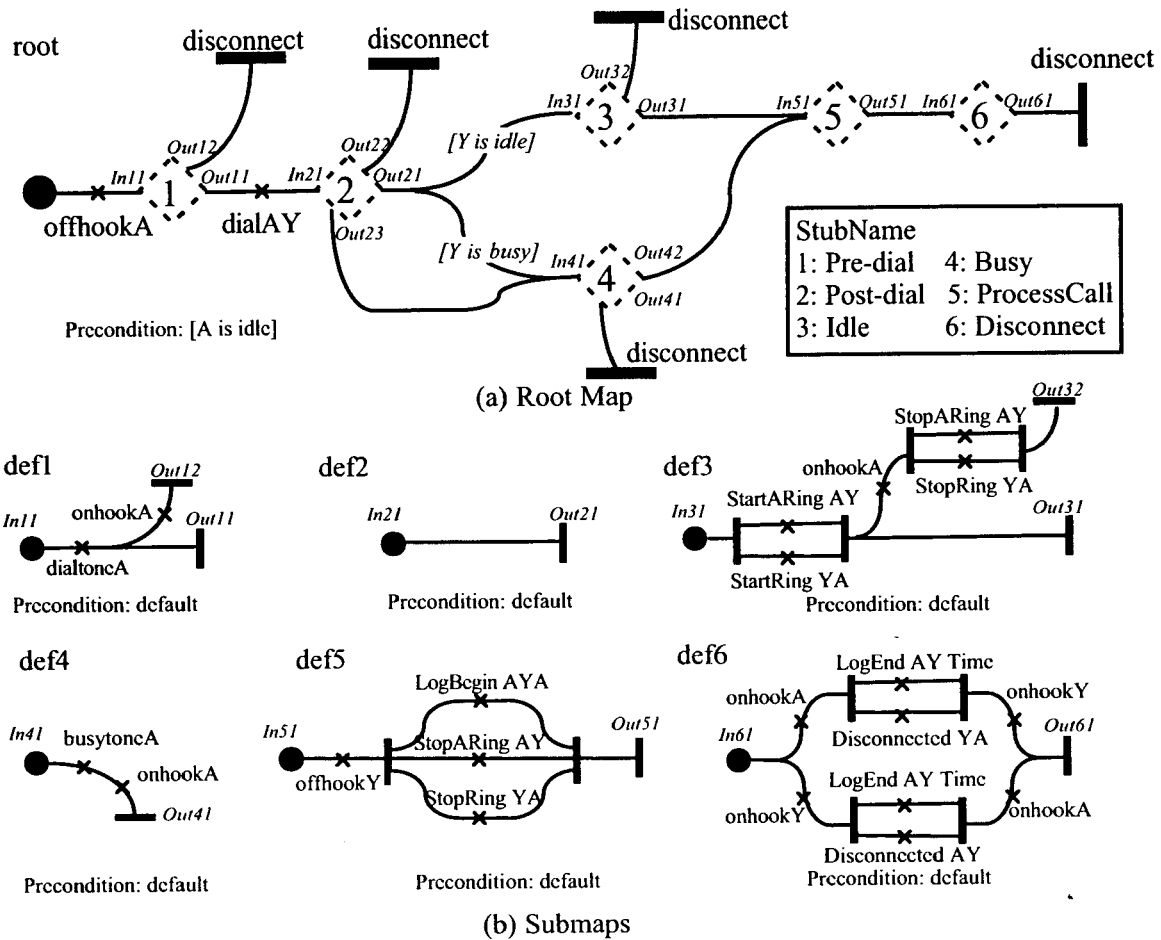 root
disconnect
disconnect
disconnect
disconnect
Out32
In31
3
Out31
In51
5
Out51
In61
6
Out61
Out12
Out22
[Y is idle]
In11
1
Out11
In21
2
Out21
offhookA
dialAY
Out23
[Y is busy]
In41
4
Out42
Out41
disconnect
StubName
1: Pre-dial 4: Busy
2: Post-dial 5: ProcessCall
3: Idle 6: Disconnect
Precondition: [A is idle]
(a) Root Map
def1
Out12
onhookA
In11
Out11
dialtoneA
Precondition: default
def2
In21
Out21
Precondition: default
def3
Out32
StopARing AY
onhookA
StopRing YA
StartARing AY
In31
Out31
StartRing YA
Precondition: default
def4
In41
busytoneA
onhookA
Out41
Precondition: default
def5
LogBegin AYA
In51
StopARing AY
Out51
offhookY
StopRing YA
Precondition: default
def6
LogEnd AY Time
onhookA
onhookY
Disconnected YA
In61
Out61
LogEnd AY Time
onhookY
onhookA
Disconnected AY
Precondition: default
(b) Submaps